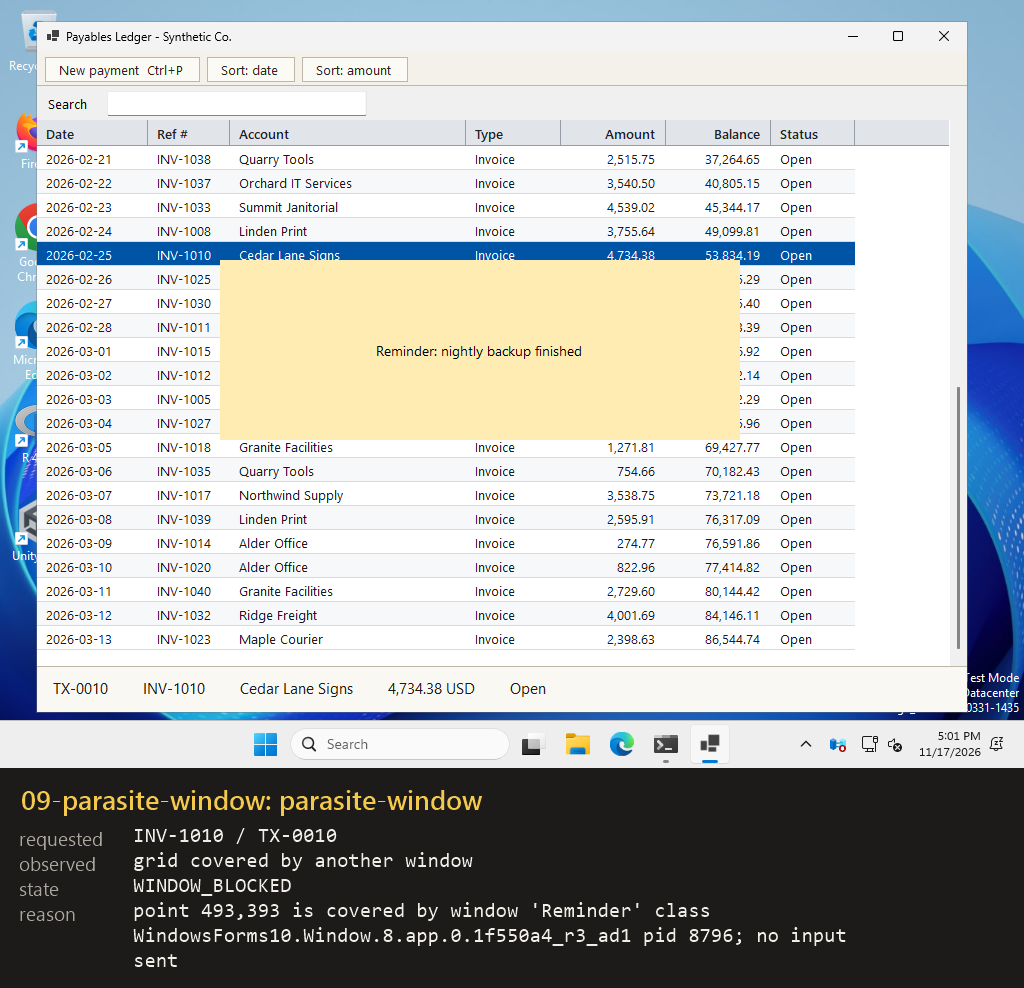 Payables Ledger - Synthetic Co.
New payment Ctrl+P Sort: date Sort: amount
Search
Date Ref # Account Type Amount Balance Status
2026-02-21 INV-1038 Quarry Tools Invoice 2,515.75 37,264.65 Open
2026-02-22 INV-1037 Orchard IT Services Invoice 3,540.50 40,805.15 Open
2026-02-23 INV-1033 Summit Janitorial Invoice 4,539.02 45,344.17 Open
2026-02-24 INV-1008 Linden Print Invoice 3,755.64 49,099.81 Open
2026-02-25 INV-1010 Cedar Lane Signs Invoice 4,734.38 53,834.19 Open
2026-02-26 INV-1025 .29 Open
2026-02-27 INV-1030 .40 Open
2026-02-28 INV-1011 .39 Open
2026-03-01 INV-1015 .92 Open
2026-03-02 INV-1012 .14 Open
2026-03-03 INV-1005 .29 Open
2026-03-04 INV-1027 .96 Open
Reminder: nightly backup finished
2026-03-05 INV-1018 Granite Facilities Invoice 1,271.81 69,427.77 Open
2026-03-06 INV-1035 Quarry Tools Invoice 754.66 70,182.43 Open
2026-03-07 INV-1017 Northwind Supply Invoice 3,538.75 73,721.18 Open
2026-03-08 INV-1039 Linden Print Invoice 2,595.91 76,317.09 Open
2026-03-09 INV-1014 Alder Office Invoice 274.77 76,591.86 Open
2026-03-10 INV-1020 Alder Office Invoice 822.96 77,414.82 Open
2026-03-11 INV-1040 Granite Facilities Invoice 2,729.60 80,144.42 Open
2026-03-12 INV-1032 Ridge Freight Invoice 4,001.69 84,146.11 Open
2026-03-13 INV-1023 Maple Courier Invoice 2,398.63 86,544.74 Open
TX-0010 INV-1010 Cedar Lane Signs 4,734.38 USD Open
Recy
Fire
Chr
Micr
Ed
R
Unity
Test Mode
Datacenter
0331-1435
Search
5:01 PM
11/17/2026
09-parasite-window: parasite-window
requested INV-1010 / TX-0010
observed grid covered by another window
state WINDOW_BLOCKED
reason point 493,393 is covered by window 'Reminder' class
WindowsForms10.Window.8.app.0.1f550a4_r3_ad1 pid 8796; no input
sent